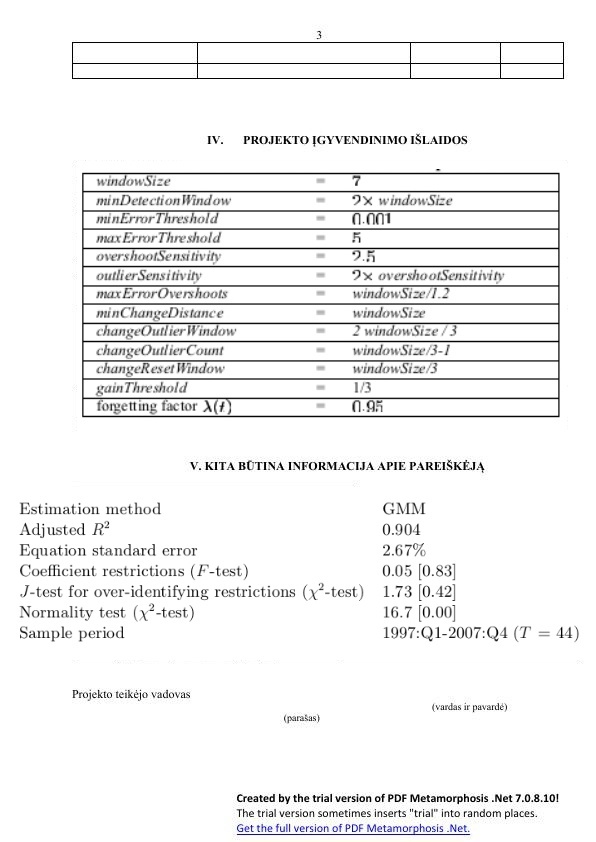 3
IV. PROJEKTO ĮGYVENDINIMO IŠLAIDOS
windowSize = 7
minDetectionWindow = 2× windowSize
minErrorThreshold = 0.001
maxErrorThreshold = 5
overshootSensitivity = 2.5
outlierSensitivity = 2× overshootSensitivity
maxErrorOvershoots = windowSize/1.2
minChangeDistance = windowSize
changeOutlierWindow = 2 windowSize / 3
changeOutlierCount = windowSize/3-1
changeResetWindow = windowSize/3
gainThreshold = 1/3
forgetting factor λ(t) = 0.95
V. KITA BŪTINA INFORMACIJA APIE PAREIŠKĖJĄ
Estimation method GMM
Adjusted R² 0.904
Equation standard error 2.67%
Coefficient restrictions (F-test) 0.05 [0.83]
J-test for over-identifying restrictions (χ²-test) 1.73 [0.42]
Normality test (χ²-test) 16.7 [0.00]
Sample period 1997:Q1-2007:Q4 (T = 44)
Projekto teikėjo vadovas
(vardas ir pavardė)
(parašas)
Created by the trial version of PDF Metamorphosis .Net 7.0.8.10!
The trial version sometimes inserts "trial" into random places.
Get the full version of PDF Metamorphosis .Net.